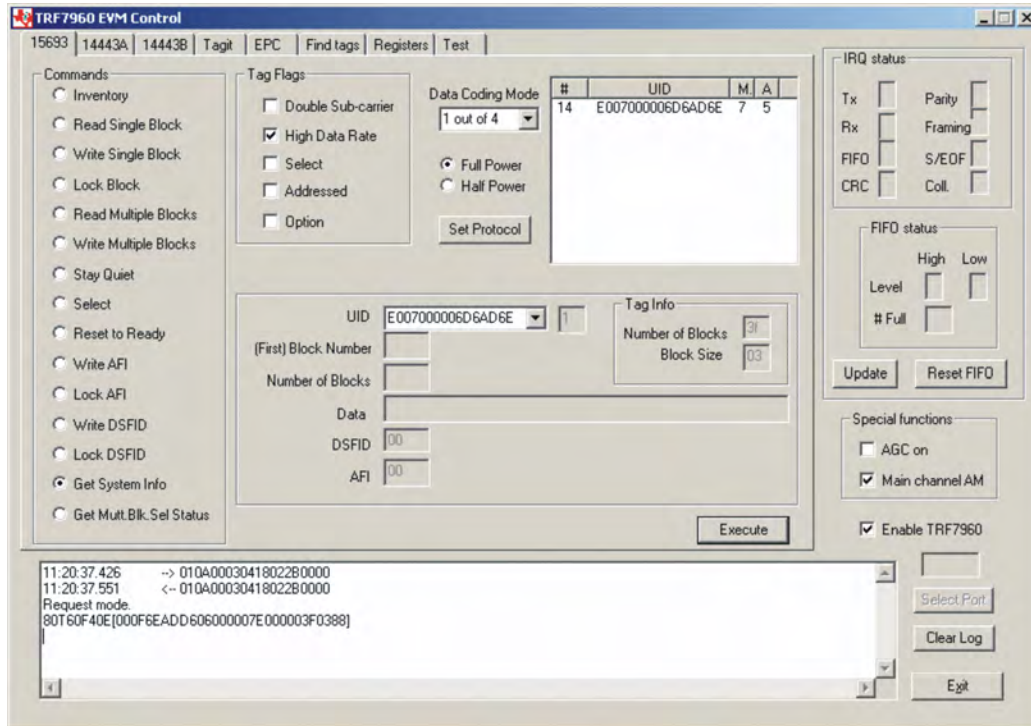 TRF7960 EVM Control
15693 14443A 14443B Tagit EPC Find tags Registers Test
Commands
Inventory
Read Single Block
Write Single Block
Lock Block
Read Multiple Blocks
Write Multiple Blocks
Stay Quiet
Select
Reset to Ready
Write AFI
Lock AFI
Write DSFID
Lock DSFID
Get System Info
Get Mutt.Blk.Sel Status
Tag Flags
Double Sub-carrier
High Data Rate
Select
Addressed
Option
Data Coding Mode
1 out of 4
Full Power
Half Power
Set Protocol
# UID M. A
14 E007000006D6AD6E 7 5
UID E007000006D6AD6E 1
(First) Block Number
Number of Blocks
Data
DSFID 00
AFI 00
Tag Info
Number of Blocks 3f
Block Size 03
Execute
IRQ status
Tx Parity
Rx Framing
FIFO S/EOF
CRC Coll.
FIFO status
High Low
Level
# Full
Update Reset FIFO
Special functions
AGC on
Main channel AM
Enable TRF7960
Select Port
Clear Log
Exit
11:20:37.426 --> 010A00030418022B0000
11:20:37.551 <-- 010A00030418022B0000
Request mode.
80T60F40E[000F6EADD606000007E000003F0388]